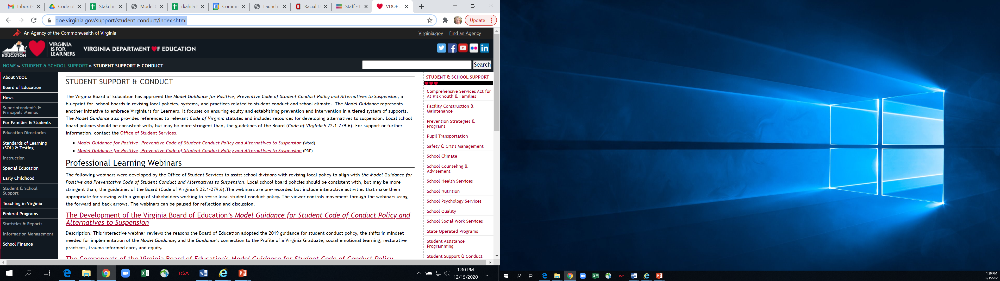 Inbox (
Code of
Stakeh
Model
rkahila
Commo
Launch
Racial
Staff -
VDOE ::
doe.virginia.gov/support/student_conduct/index.shtml
Update
An Agency of the Commonwealth of Virginia
Virginia.gov
Find an Agency
VIRGINIA DEPARTMENT OF
EDUCATION
VIRGINIA
IS FOR
LEARNERS
VIRGINIA DEPARTMENT ♥F EDUCATION
HOME » STUDENT & SCHOOL SUPPORT » STUDENT SUPPORT & CONDUCT
Search
About VDOE
Board of Education
News
Superintendent's &
Principals' Memos
For Families & Students
Education Directories
Standards of Learning
(SOL) & Testing
Instruction
Special Education
Early Childhood
Student & School
Support
Teaching in Virginia
Federal Programs
Statistics & Reports
Information Management
School Finance
STUDENT SUPPORT & CONDUCT
The Virginia Board of Education has approved the Model Guidance for Positive, Preventive Code of Student Conduct Policy and Alternatives to Suspension, a
blueprint for school boards in revising local policies, systems, and practices related to student conduct and school climate. The Model Guidance represents
another initiative to embrace Virginia is for Learners. It focuses on ensuring equity and establishing prevention and intervention in a tiered system of supports.
The Model Guidance also provides references to relevant Code of Virginia statutes and includes resources for developing alternatives to suspension. Local school
board policies should be consistent with, but may be more stringent than, the guidelines of the Board (Code of Virginia § 22.1-279.6). For support or further
information, contact the Office of Student Services.
▪ Model Guidance for Positive, Preventive Code of Student Conduct Policy and Alternatives to Suspension (Word)
▪ Model Guidance for Positive, Preventive Code of Student Conduct Policy and Alternatives to Suspension (PDF)
Professional Learning Webinars
The following webinars were developed by the Office of Student Services to assist school divisions with revising local policy to align with the Model Guidance for
Positive and Preventative Code of Student Conduct and Alternatives to Suspension. Local school board policies should be consistent with, but may be more
stringent than, the guidelines of the Board (Code of Virginia § 22.1-279.6).The webinars are pre-recorded but include interactive activities that make them
appropriate for viewing with a group of stakeholders working to revise local student conduct policy. The viewer controls movement through the webinars using
the forward and back arrows. The webinars can be paused for reflection and discussion.
The Development of the Virginia Board of Education's Model Guidance for Student Code of Conduct Policy and
Alternatives to Suspension
Description: This interactive webinar reviews the reasons the Board of Education adopted the 2019 guidance for student conduct policy, the shifts in mindset
needed for implementation of the Model Guidance, and the Guidance's connection to the Profile of a Virginia Graduate, social emotional learning, restorative
practices, trauma informed care, and equity.
The Components of the Virginia Board of Education's Model Guidance for Student Code of Conduct Policy
STUDENT & SCHOOL SUPPORT
Comprehensive Services Act for
At Risk Youth & Families
Facility Construction &
Maintenance
Prevention Strategies &
Programs
Pupil Transportation
Safety & Crisis Management
School Climate
School Counseling &
Advisement
School Health Services
School Nutrition
School Psychology Services
School Quality
School Social Work Services
State Operated Programs
Student Assistance
Programming
Student Support & Conduct
RSA
1:30 PM
12/15/2020
RSA
1:30 PM
12/15/2020